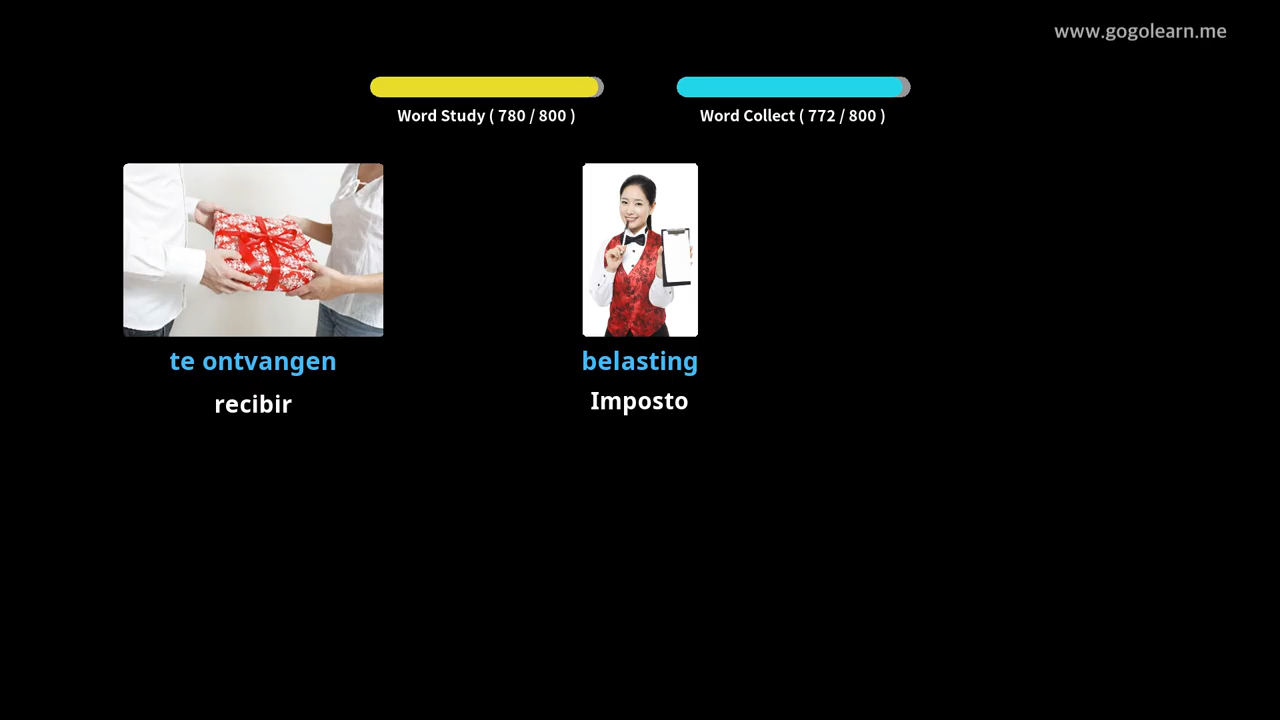 www.gogolearn.me
Word Study ( 780 / 800 )
Word Collect ( 772 / 800 )
te ontvangen
recibir
belasting
Imposto